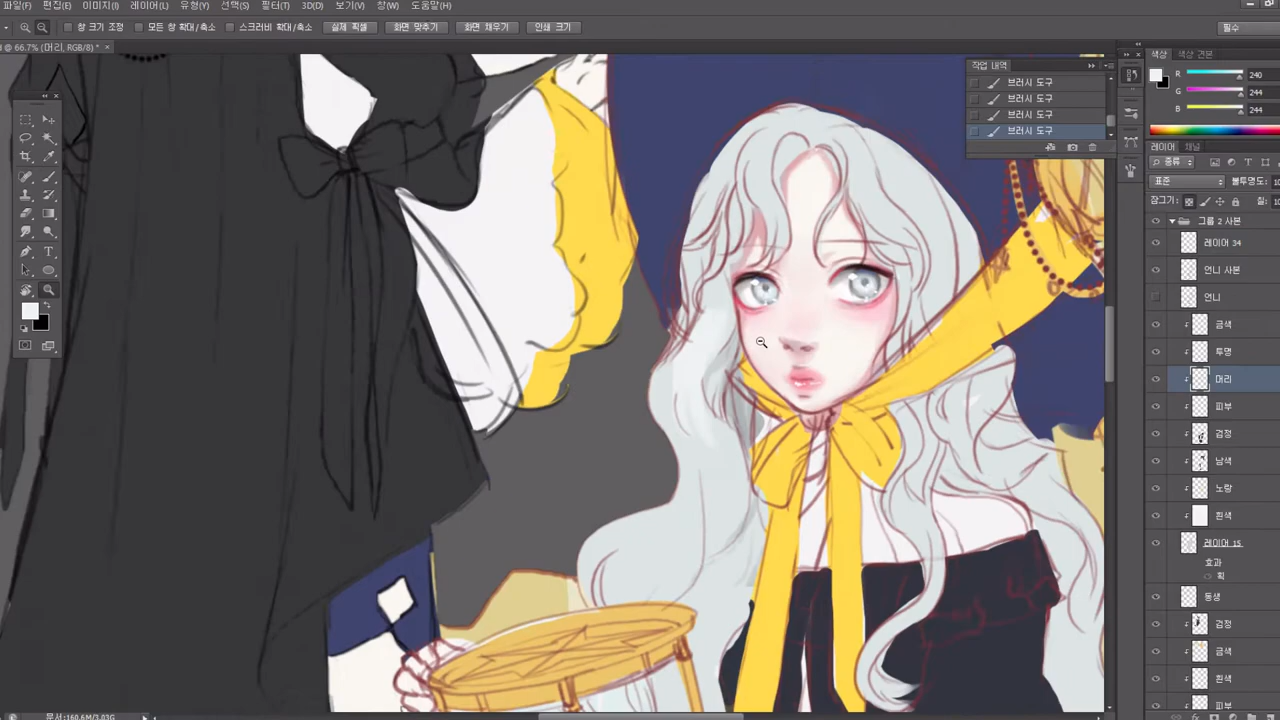 파일(F) 편집(E) 이미지(I) 레이어(L) 유형(Y) 선택(S) 필터(T) 3D(D) 보기(V) 창(W) 도움말(H)
창 크기 조정 모든 창 확대/축소 스크러비 확대/축소 실제 픽셀 화면 맞추기 화면 채우기 인쇄 크기 필수
@ 66.7% (머리, RGB/8) *
작업 내역
브러시 도구
브러시 도구
브러시 도구
브러시 도구
색상 색상 견본
R 240
G 244
B 244
레이어 채널
종류
표준 불투명도: 10
잠그기: 칠: 10
그룹 2 사본
레이어 34
언니 사본
언니
금색
투명
머리
피부
검정
남색
노랑
흰색
레이어 15
효과
획
동생
검정
금색
흰색
피부
문서:160.6M/3.03G